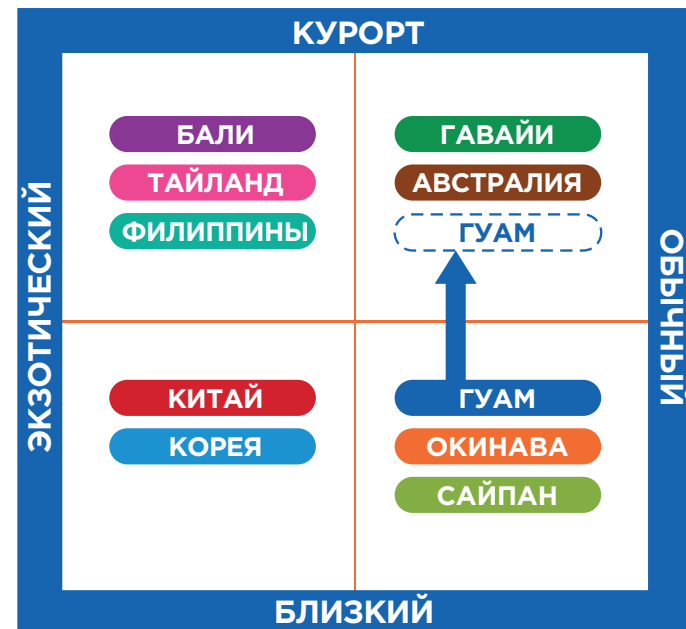 КУРОРТ
ЭКЗОТИЧЕСКИЙ
БАЛИ
ТАЙЛАНД
ФИЛИППИНЫ
ГАВАЙИ
АВСТРАЛИЯ
ГУАМ
ОБЫЧНЫЙ
КИТАЙ
КОРЕЯ
ГУАМ
ОКИНАВА
САЙПАН
БЛИЗКИЙ